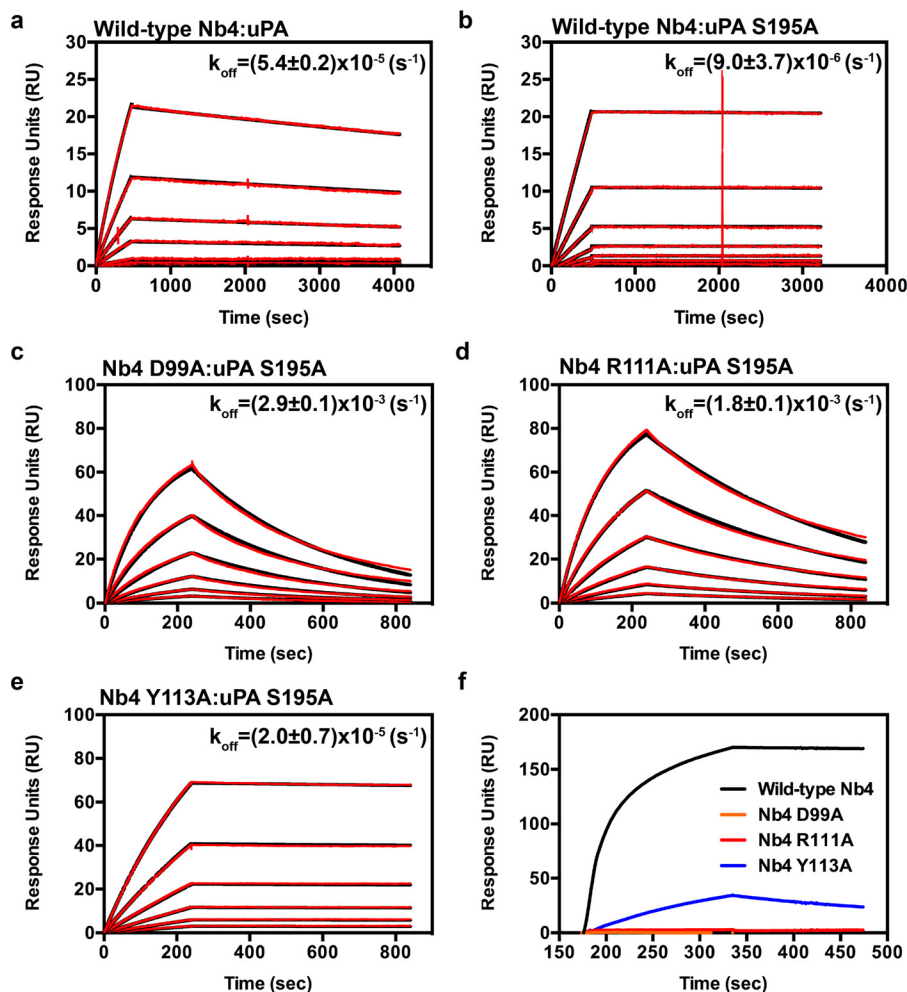 a
Wild-type Nb4:uPA
koff=(5.4±0.2)x10-5 (s-1)
Response Units (RU)
30
25
20
15
10
5
0
0 1000 2000 3000 4000
Time (sec)
b
Wild-type Nb4:uPA S195A
koff=(9.0±3.7)x10-6 (s-1)
Response Units (RU)
30
25
20
15
10
5
0
0 1000 2000 3000 4000
Time (sec)
c
Nb4 D99A:uPA S195A
koff=(2.9±0.1)x10-3 (s-1)
Response Units (RU)
100
80
60
40
20
0
0 200 400 600 800
Time (sec)
d
Nb4 R111A:uPA S195A
koff=(1.8±0.1)x10-3 (s-1)
Response Units (RU)
100
80
60
40
20
0
0 200 400 600 800
Time (sec)
e
Nb4 Y113A:uPA S195A
koff=(2.0±0.7)x10-5 (s-1)
Response Units (RU)
100
80
60
40
20
0
0 200 400 600 800
Time (sec)
f
Response Units (RU)
200
150
100
50
0
Wild-type Nb4
Nb4 D99A
Nb4 R111A
Nb4 Y113A
150 200 250 300 350 400 450 500
Time (sec)